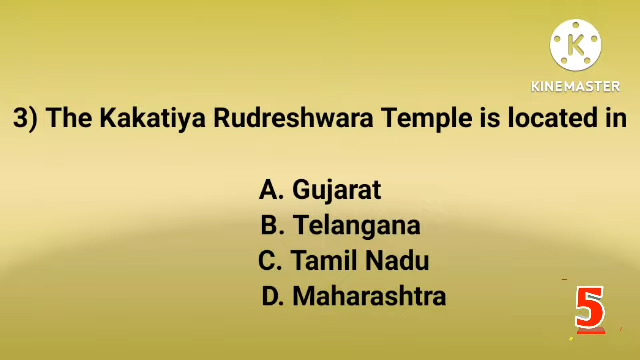 K
KINEMASTER
3) The Kakatiya Rudreshwara Temple is located in
A. Gujarat
B. Telangana
C. Tamil Nadu
D. Maharashtra
5